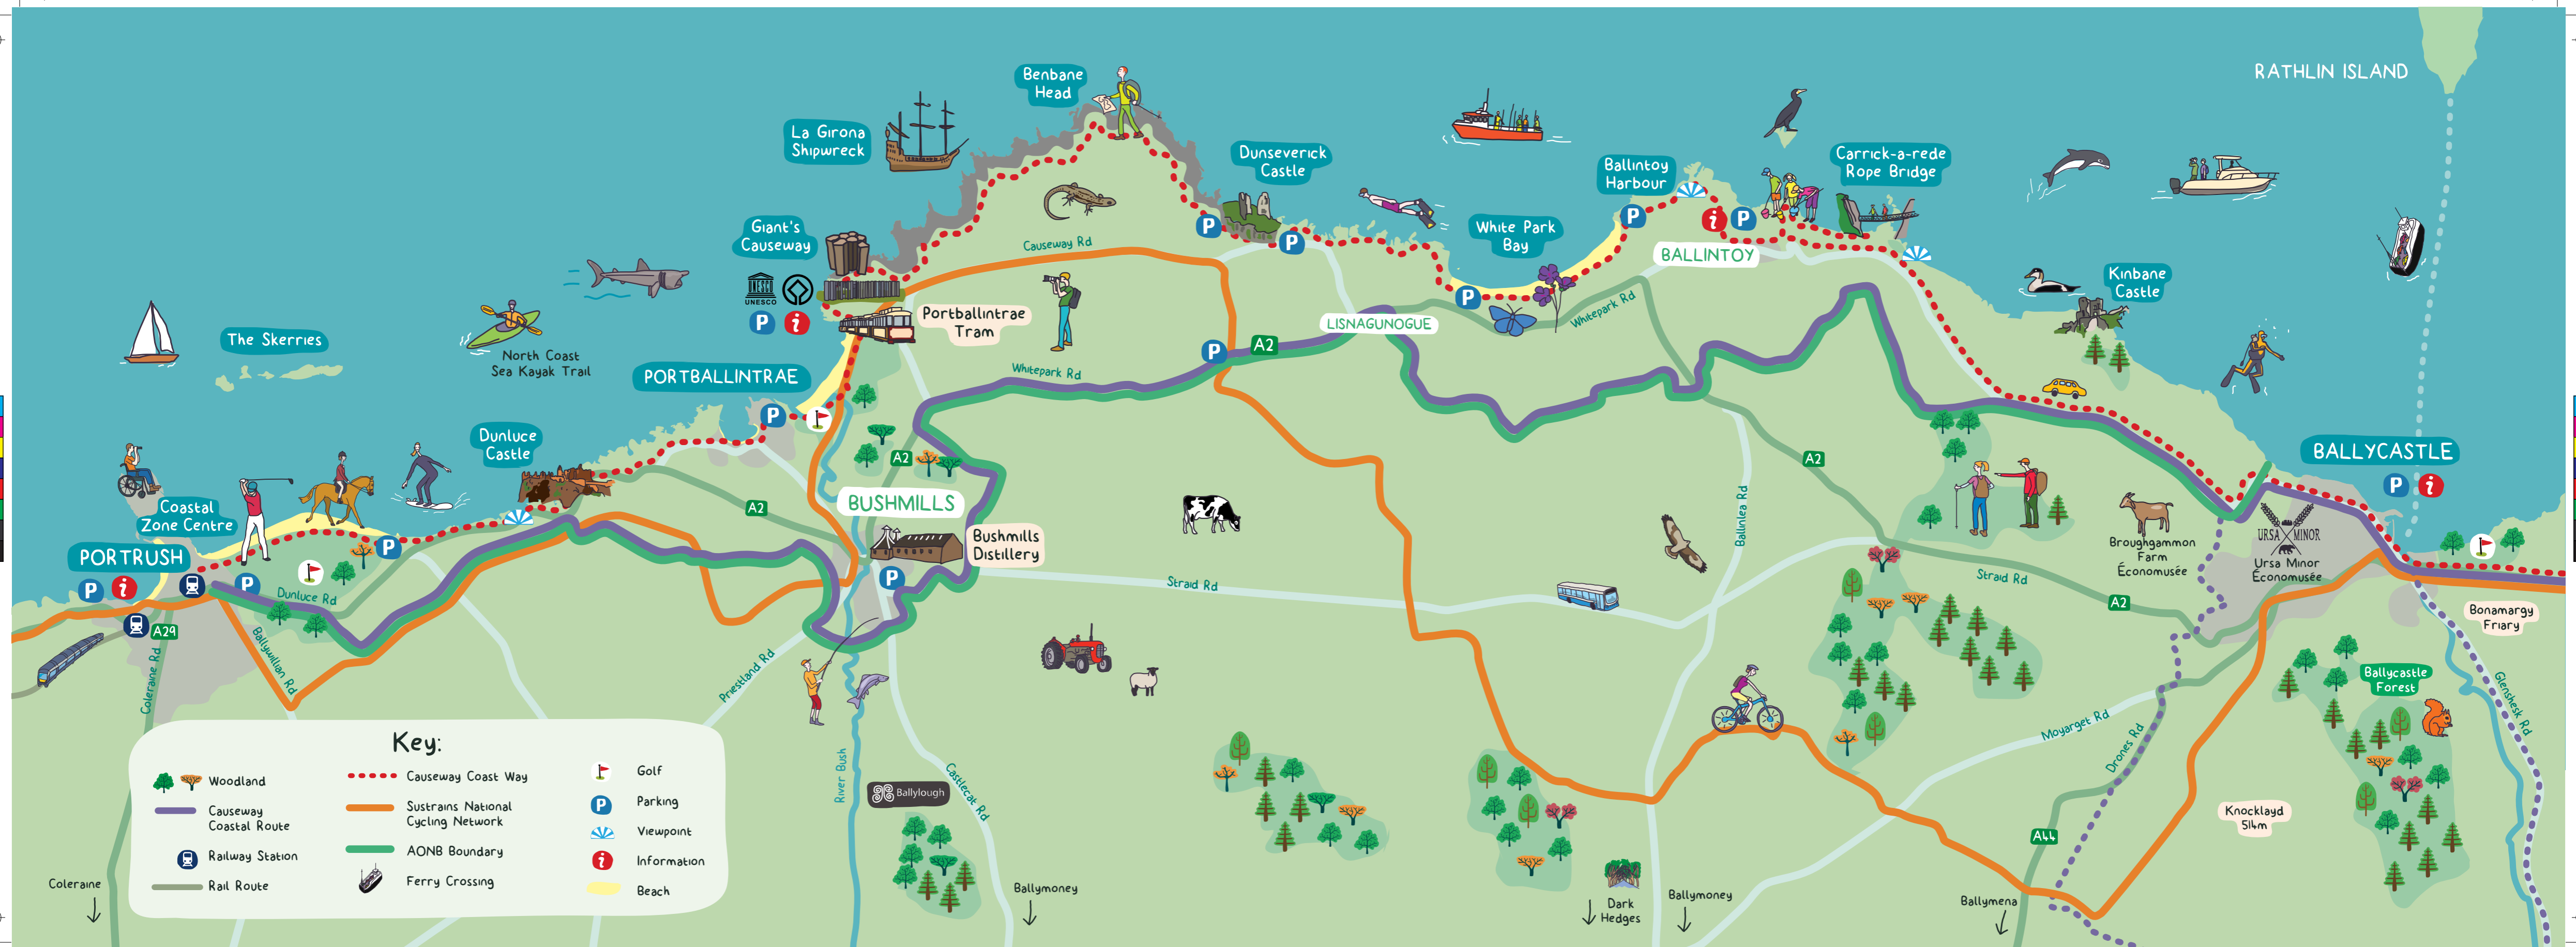 RATHLIN ISLAND
Benbane
Head
La Girona
Shipwreck
Dunseverick
Castle
Ballintoy
Harbour
Carrick-a-rede
Rope Bridge
Giant's
Causeway
UNESCO
P
i
Causeway Rd
P
P
White Park
Bay
P
P
i
P
BALLINTOY
Kinbane
Castle
The Skerries
North Coast
Sea Kayak Trail
Portballintrae
Tram
LISNAGUNOGUE
Whitepark Rd
P
A2
PORTBALLINTRAE
P
Whitepark Rd
Dunluce
Castle
A2
A2
A2
BALLYCASTLE
P
i
Coastal
Zone Centre
PORTRUSH
P
i
P
P
Dunluce Rd
BUSHMILLS
Bushmills
Distillery
P
Ballinlea Rd
Straid Rd
Straid Rd
A2
Broughgammon
Farm
Économusée
URSA MINOR
Ursa Minor
Économusée
Bonamargy
Friary
A29
Coleraine Rd
Ballywillian Rd
Priestland Rd
River Bush
Castlecat Rd
Ballylough
Moyarget Rd
Drones Rd
Glenshesk Rd
Ballycastle
Forest
Knocklayd
514m
A44
Key:
Woodland
Causeway
Coastal Route
Railway Station
Rail Route
Causeway Coast Way
Sustrains National
Cycling Network
AONB Boundary
Ferry Crossing
Golf
P
Parking
Viewpoint
i
Information
Beach
Coleraine
Ballymoney
Dark
Hedges
Ballymoney
Ballymena